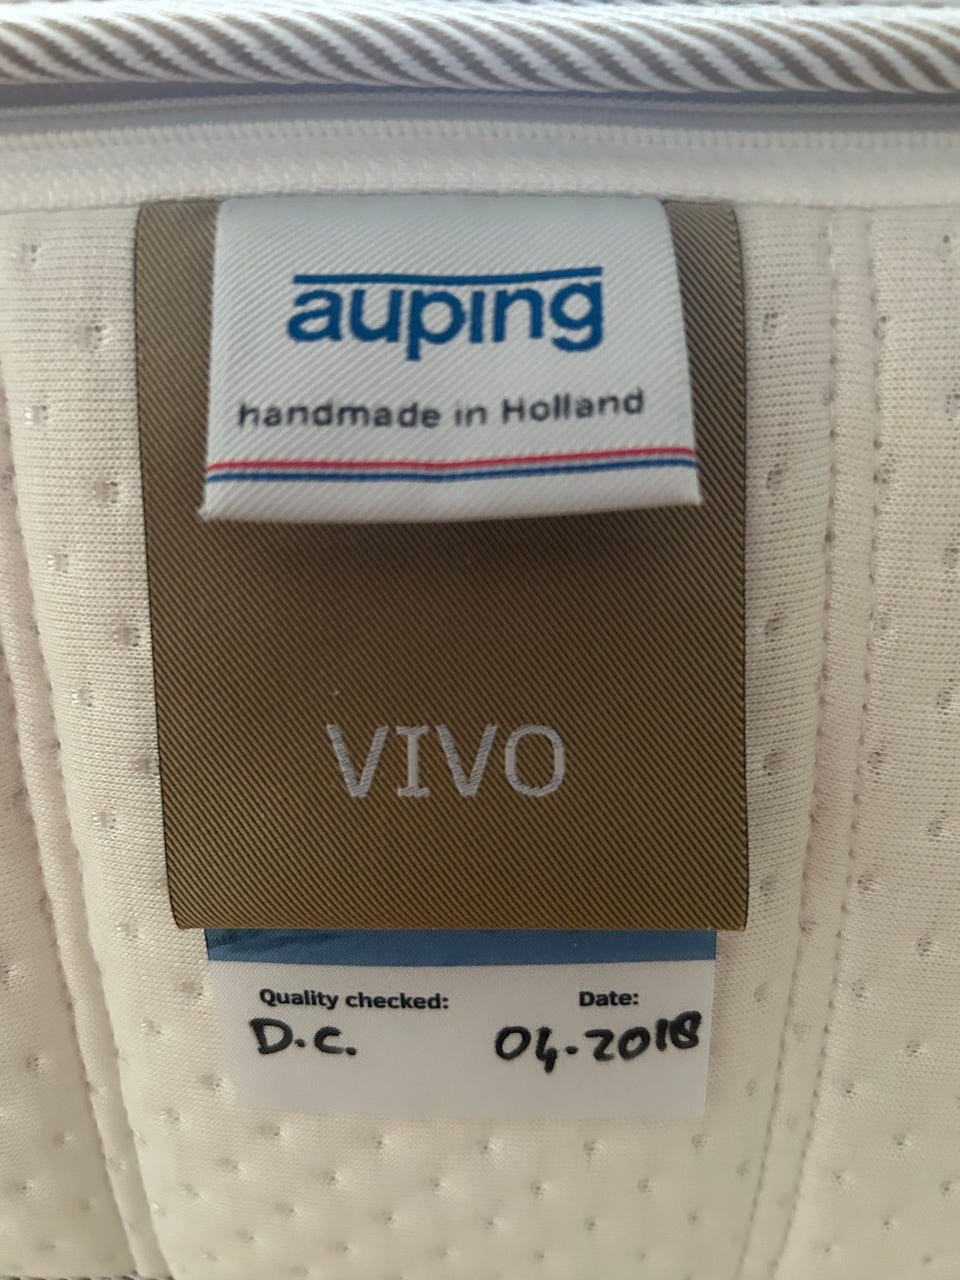 auping
handmade in Holland
VIVO
Quality checked: Date:
D.C. 04.2018